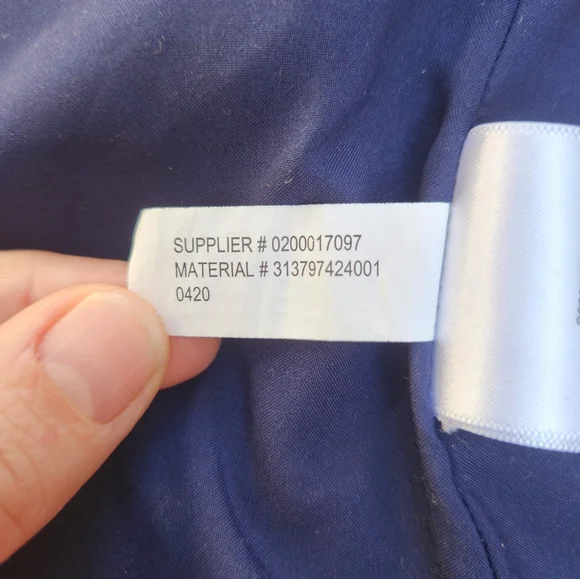 SUPPLIER # 0200017097
MATERIAL # 313797424001
0420